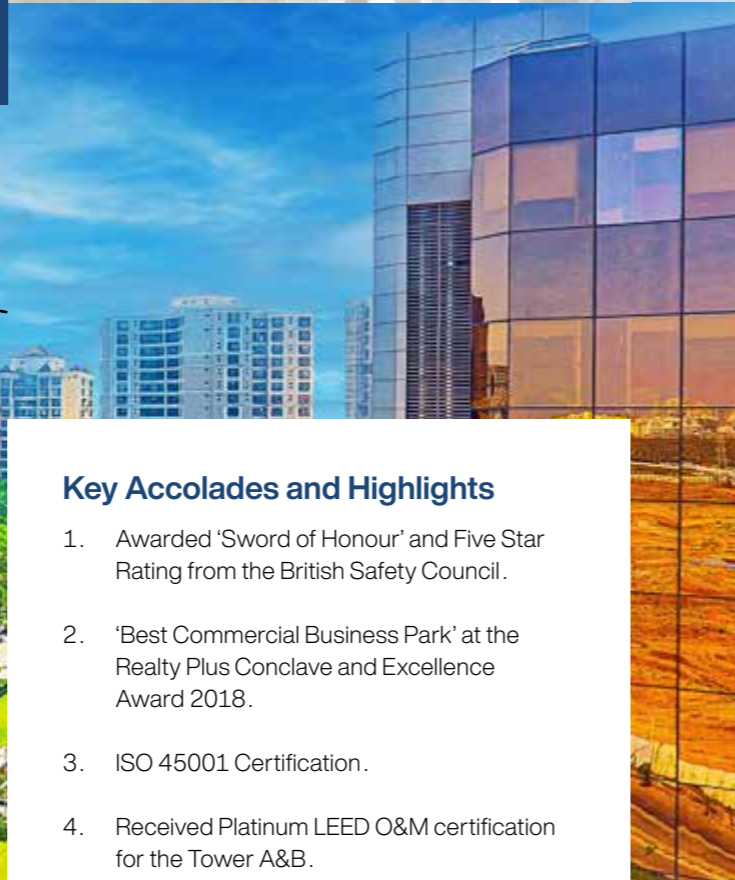 Key Accolades and Highlights
1. Awarded ‘Sword of Honour’ and Five Star
Rating from the British Safety Council.
2. ‘Best Commercial Business Park’ at the
Realty Plus Conclave and Excellence
Award 2018.
3. ISO 45001 Certification.
4. Received Platinum LEED O&M certification
for the Tower A&B.